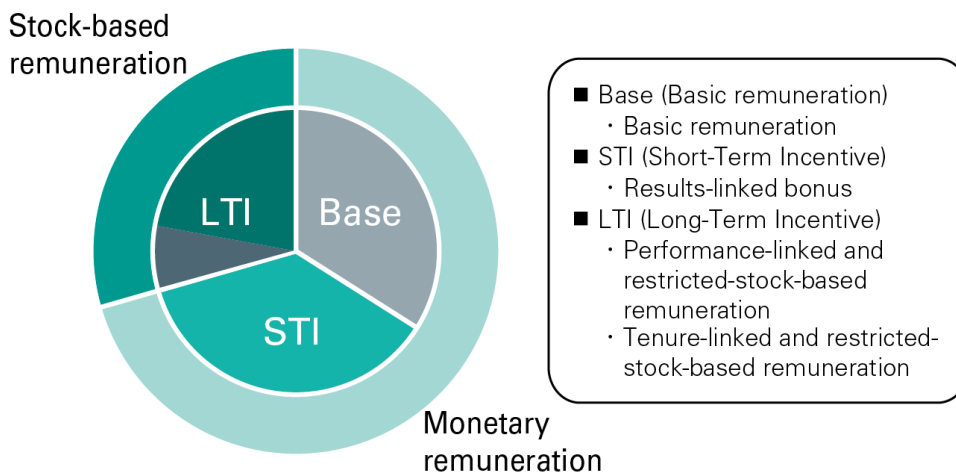 Stock-based
remuneration
LTI
Base
STI
Monetary
remuneration
■ Base (Basic remuneration)
・Basic remuneration
■ STI (Short-Term Incentive)
・Results-linked bonus
■ LTI (Long-Term Incentive)
・Performance-linked and
restricted-stock-based
remuneration
・Tenure-linked and restricted-
stock-based remuneration